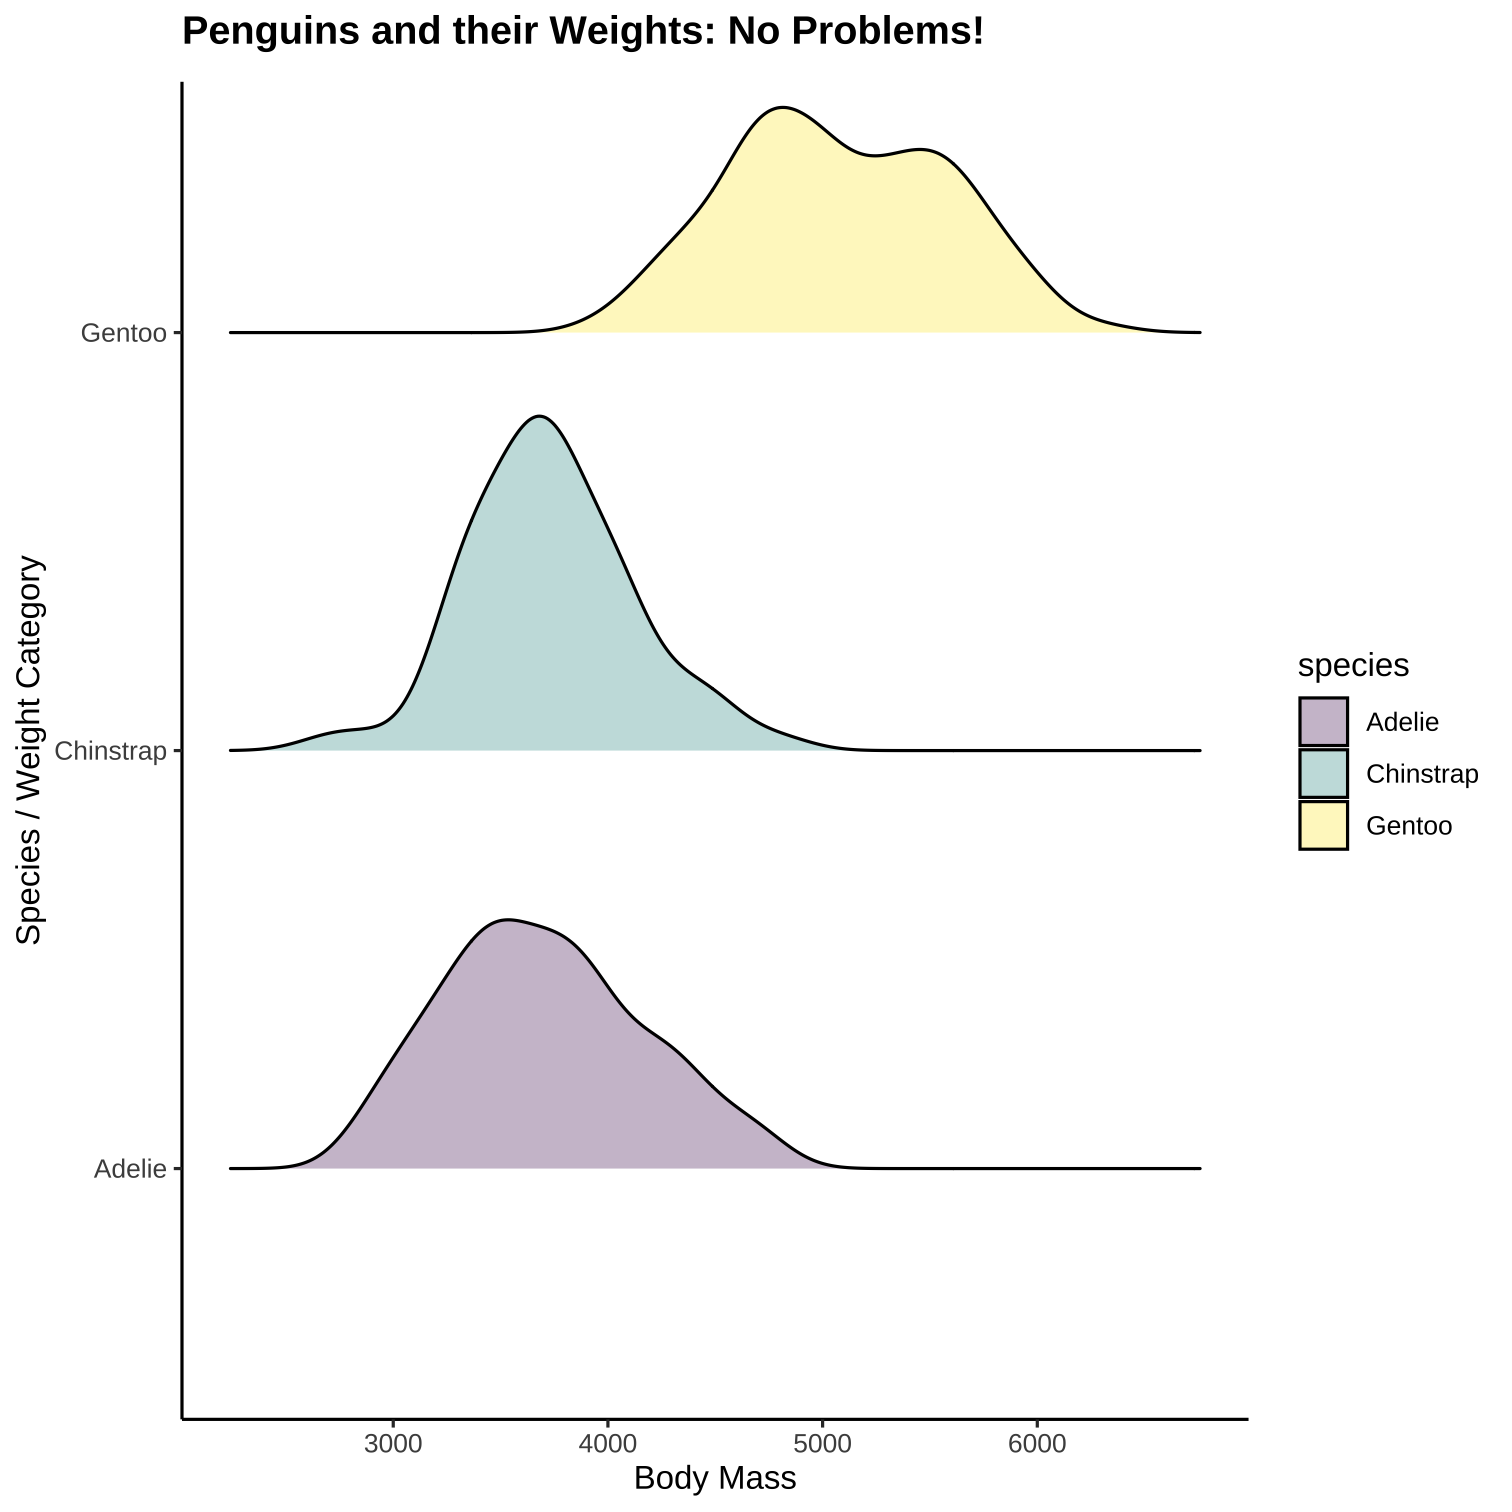 Penguins and their Weights: No Problems!
Species / Weight Category
Gentoo
Chinstrap
Adelie
3000
4000
5000
6000
Body Mass
species
Adelie
Chinstrap
Gentoo